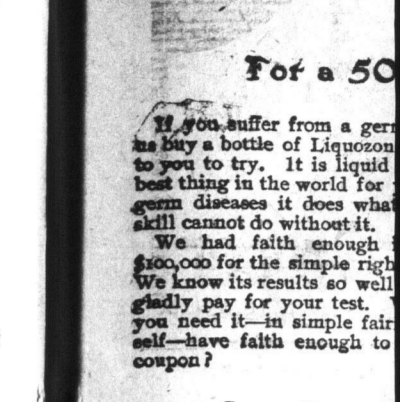 For a 50
If you suffer from a ger
us buy a bottle of Liquozon
to you to try. It is liquid
best thing in the world for
germ diseases it does what
skill cannot do without it.
We had faith enough
$100,000 for the simple righ
We know its results so well
gladly pay for your test.
you need it—in simple fair
self—have faith enough to
coupon?